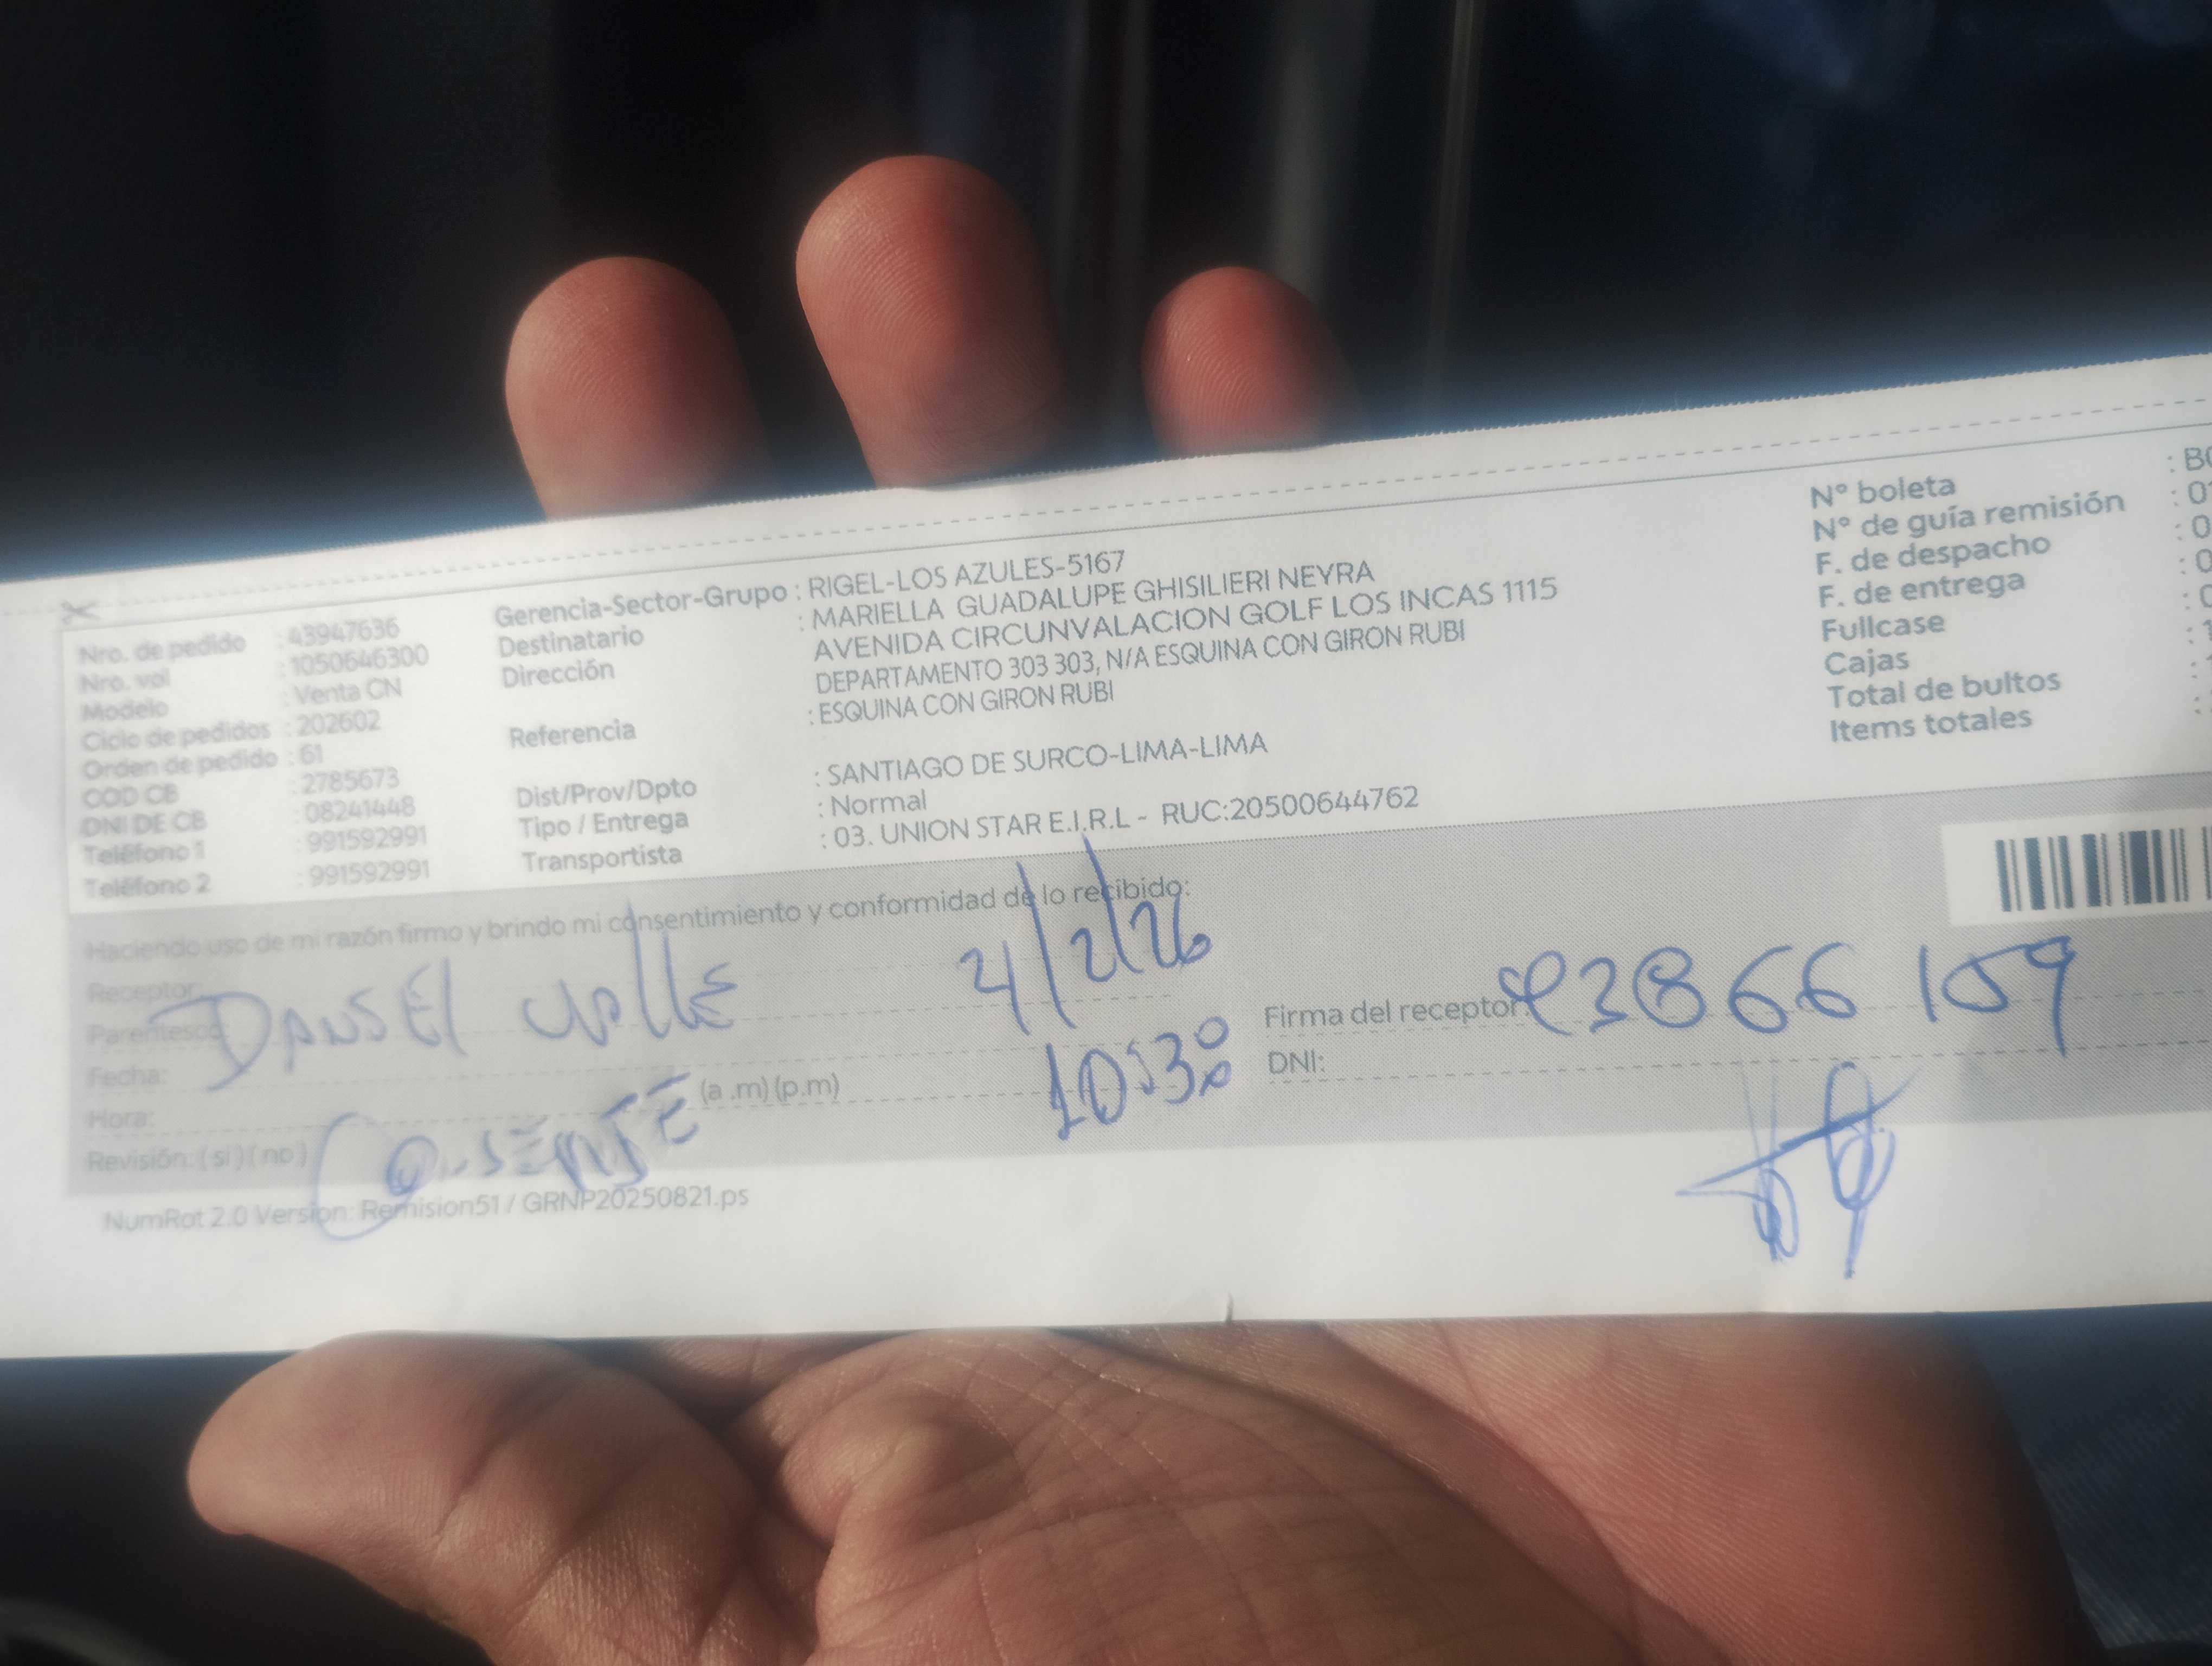 Nro. de pedido : 43947636
Nro. vol : 1050646300
Modelo : Venta CN
Ciclo de pedidos : 202602
Orden de pedido : 61
COD CB : 2785673
DNI DE CB : 08241448
Teléfono 1 : 991592991
Teléfono 2 : 991592991
Gerencia-Sector-Grupo : RIGEL-LOS AZULES-5167
Destinatario : MARIELLA GUADALUPE GHISILIERI NEYRA
Dirección AVENIDA CIRCUNVALACION GOLF LOS INCAS 1115
DEPARTAMENTO 303 303, N/A ESQUINA CON GIRON RUBI
Referencia : ESQUINA CON GIRON RUBI
Dist/Prov/Dpto : SANTIAGO DE SURCO-LIMA-LIMA
Tipo / Entrega : Normal
Transportista : 03. UNION STAR E.I.R.L - RUC:20500644762
N° boleta : B
N° de guía remisión : 0
F. de despacho : 0
F. de entrega : 0
Fullcase
Cajas : 1
Total de bultos :
Items totales :
Haciendo uso de mi razón firmo y brindo mi consentimiento y conformidad de lo recibido:
Receptor:
Parentesco:
Fecha:
Hora: (a .m) (p.m)
Revisión: ( si ) ( no )
4/2/26
Firma del receptor:
DNI:
NumRot 2.0 Version: Remision51 / GRNP20250821.ps